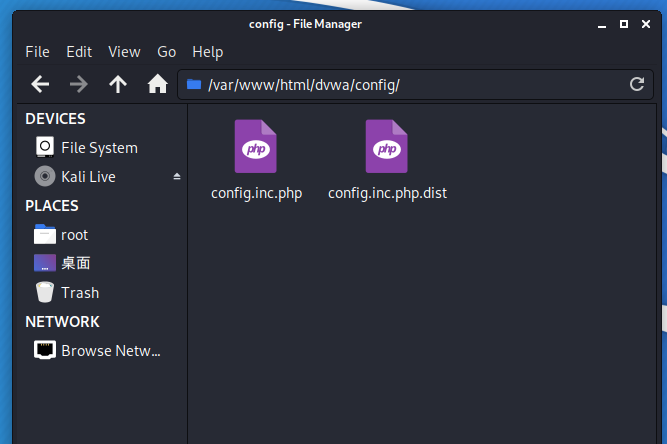 config - File Manager
File Edit View Go Help
/var/www/html/dvwa/config/
DEVICES
File System
Kali Live
PLACES
root
桌面
Trash
NETWORK
Browse Netw...
php php
config.inc.php config.inc.php.dist